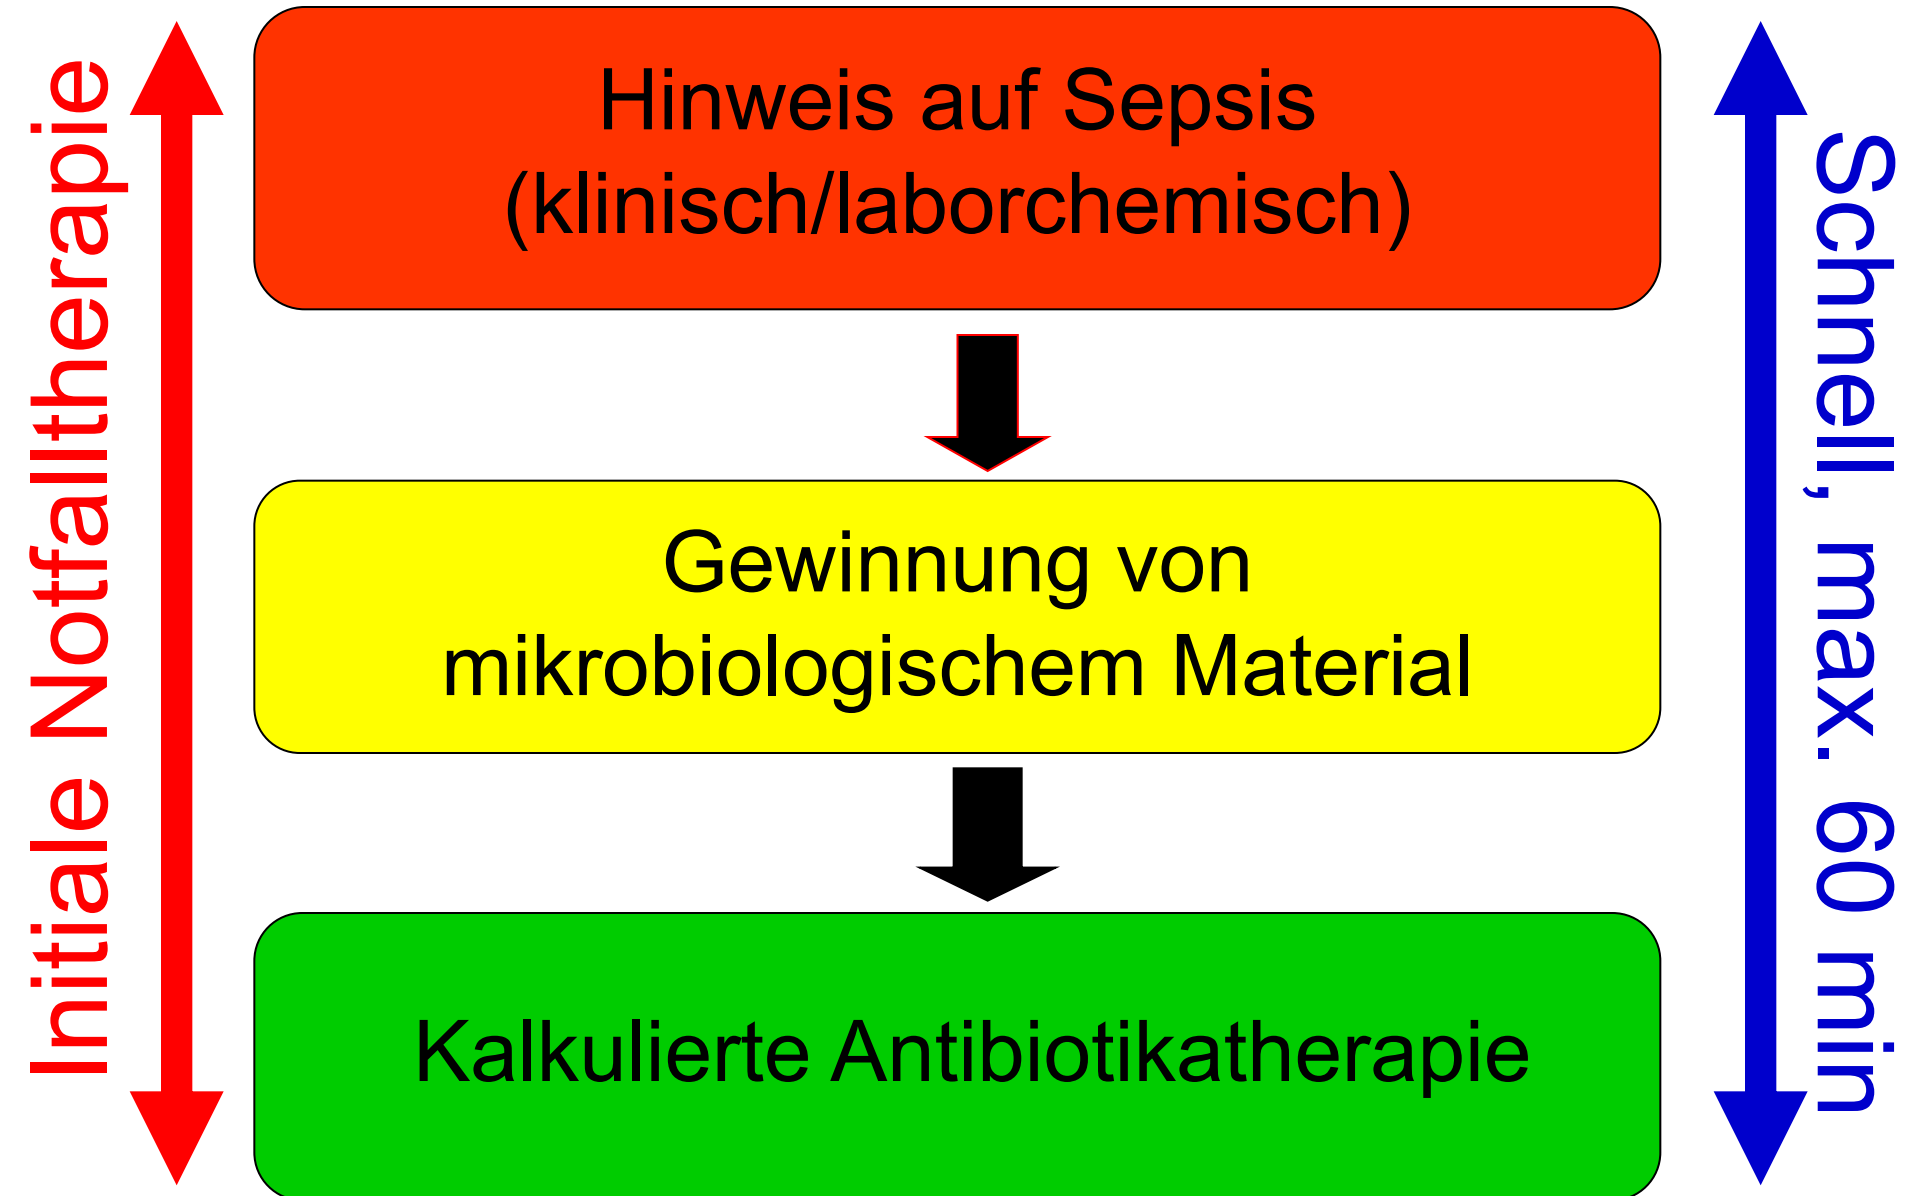 Initiale Notfalltherapie
Hinweis auf Sepsis
(klinisch/laborchemisch)
Gewinnung von
mikrobiologischem Material
Kalkulierte Antibiotikatherapie
Schnell, max. 60 min